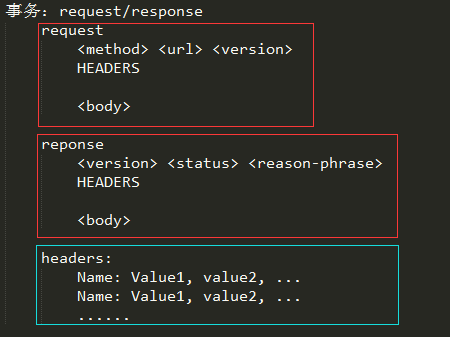 事务：request/response
request
<method> <url> <version>
HEADERS
<body>
reponse
<version> <status> <reason-phrase>
HEADERS
<body>
headers:
Name: Value1, value2, ...
Name: Value1, value2, ...
......